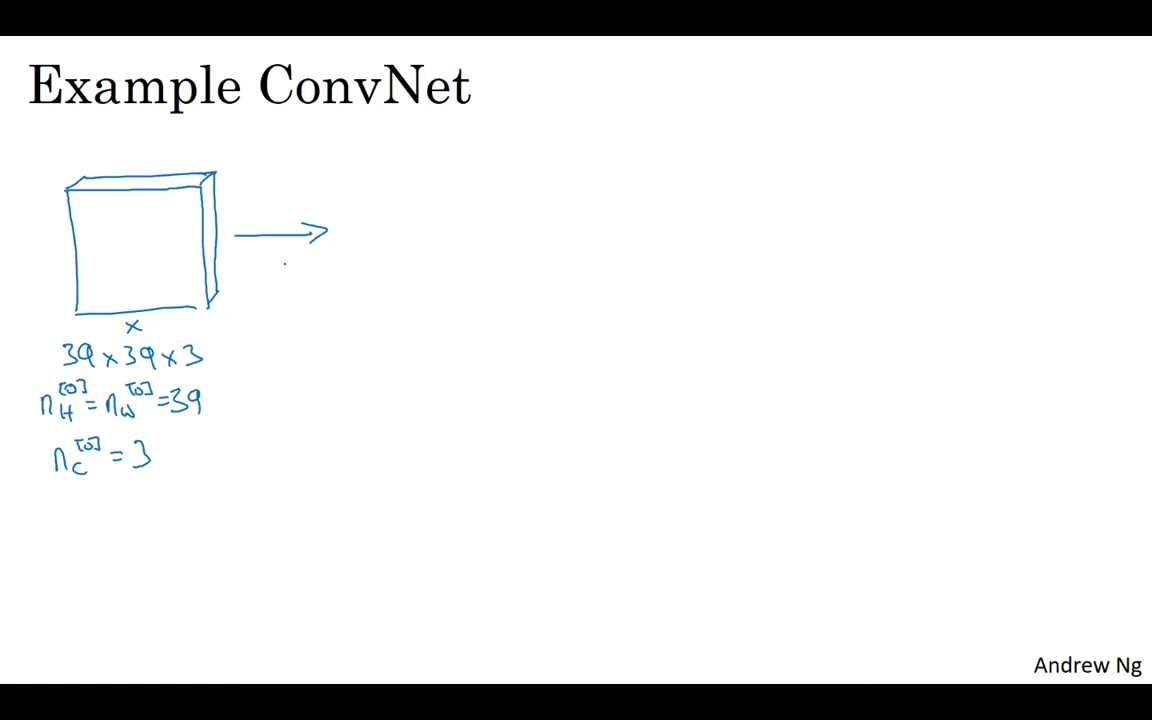 Example ConvNet
x
39 x 39 x 3
n_H^[0] = n_W^[0] = 39
n_C^[0] = 3
Andrew Ng